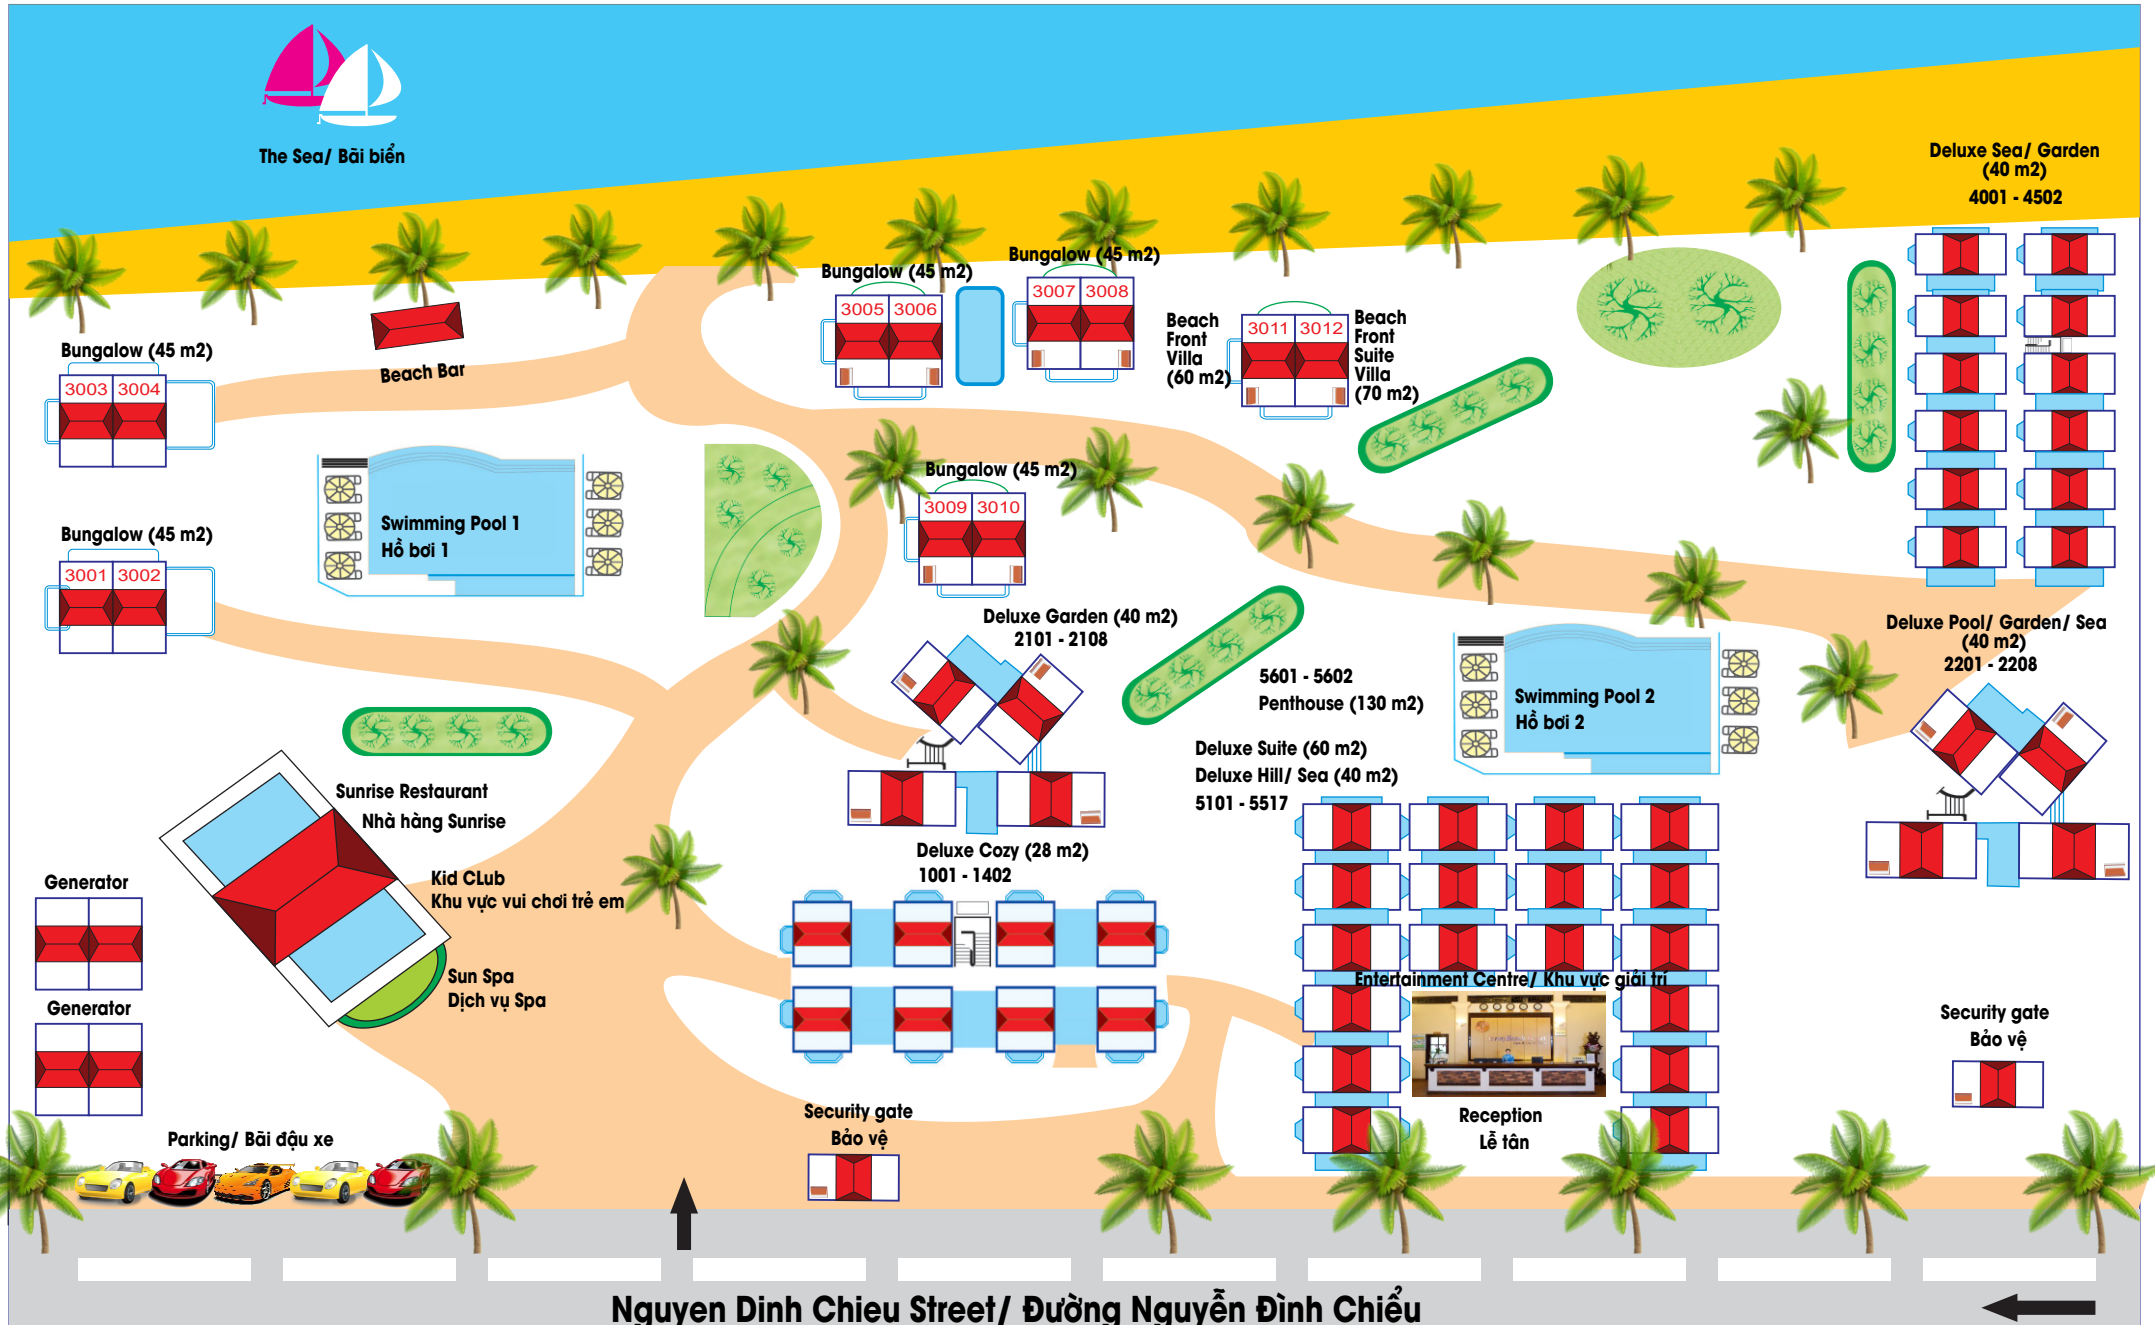 The Sea/ Bãi biển
Deluxe Sea/ Garden
(40 m2)
4001 - 4502
Bungalow (45 m2)
3005 3006
Bungalow (45 m2)
3007 3008
Beach
Front
Villa
(60 m2)
3011 3012
Beach
Front
Suite
Villa
(70 m2)
Beach Bar
Bungalow (45 m2)
3003 3004
Swimming Pool 1
Hồ bơi 1
Bungalow (45 m2)
3009 3010
Bungalow (45 m2)
3001 3002
Deluxe Garden (40 m2)
2101 - 2108
5601 - 5602
Penthouse (130 m2)
Swimming Pool 2
Hồ bơi 2
Deluxe Pool/ Garden/ Sea
(40 m2)
2201 - 2208
Deluxe Suite (60 m2)
Deluxe Hill/ Sea (40 m2)
5101 - 5517
Sunrise Restaurant
Nhà hàng Sunrise
Kid CLub
Khu vực vui chơi trẻ em
Deluxe Cozy (28 m2)
1001 - 1402
Generator
Sun Spa
Dịch vụ Spa
Generator
Entertainment Centre/ Khu vực giải trí
Reception
Lễ tân
Security gate
Bảo vệ
Security gate
Bảo vệ
Parking/ Bãi đậu xe
Nguyen Dinh Chieu Street/ Đường Nguyễn Đình Chiểu